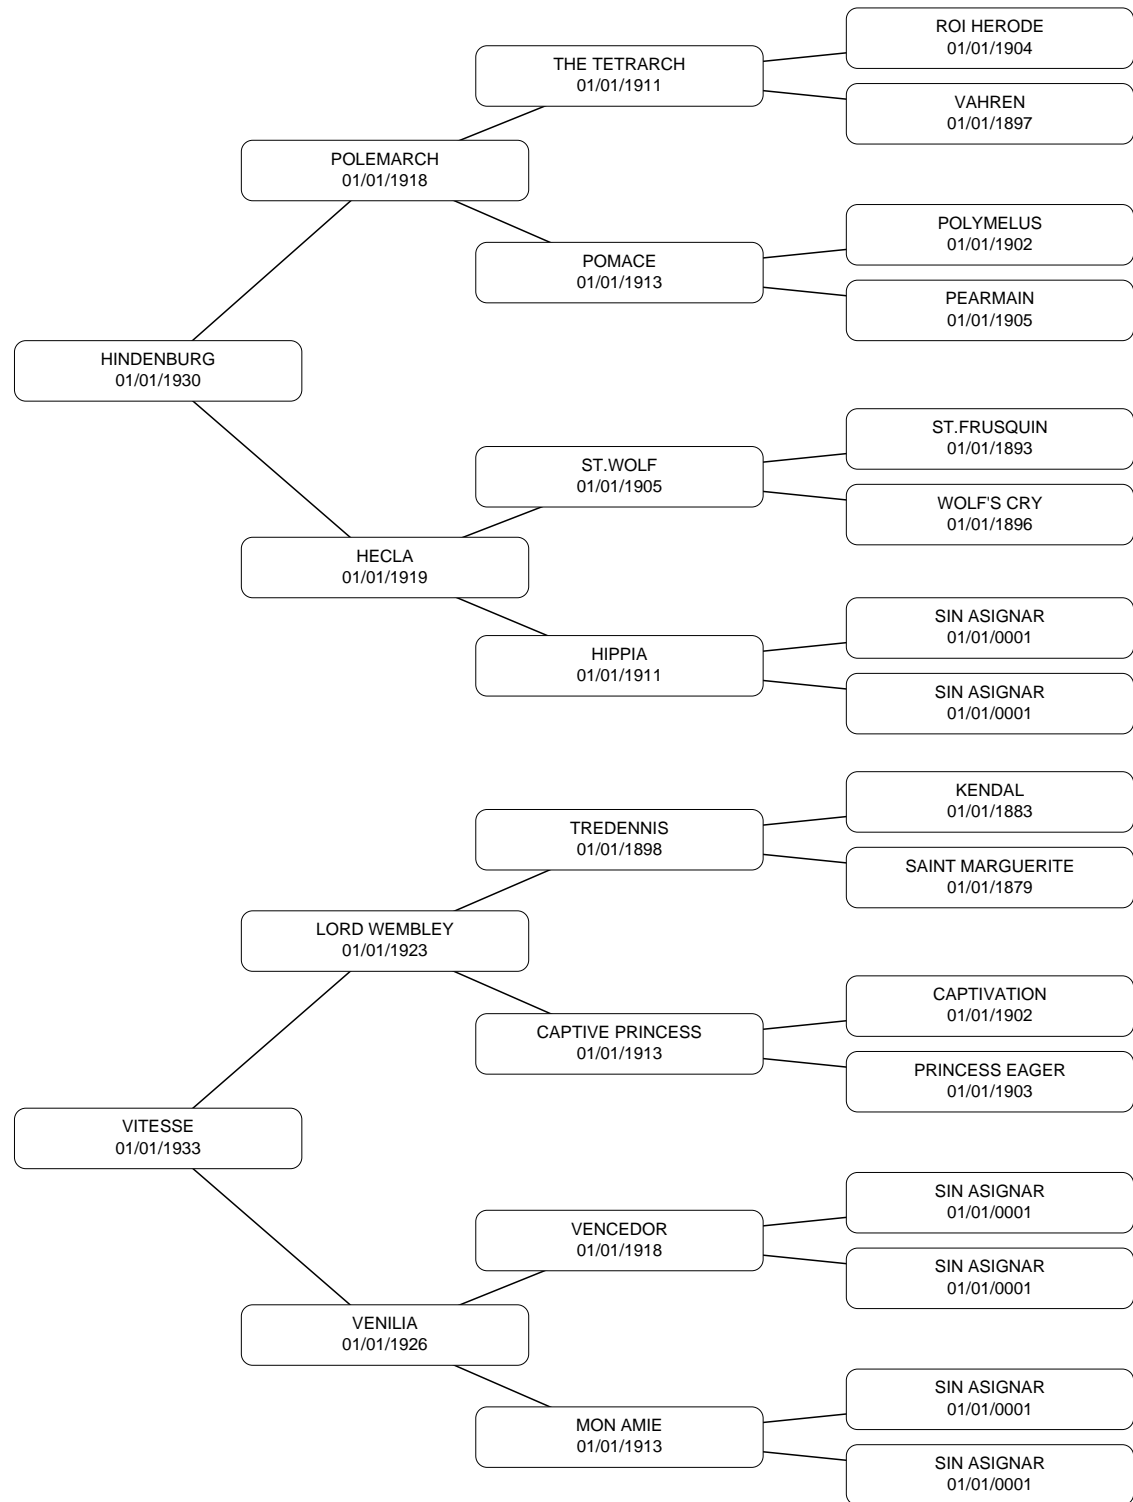 ROI HERODE
01/01/1904
THE TETRARCH
01/01/1911
VAHREN
01/01/1897
POLEMARCH
01/01/1918
POLYMELUS
01/01/1902
POMACE
01/01/1913
PEARMAIN
01/01/1905
HINDENBURG
01/01/1930
ST.FRUSQUIN
01/01/1893
ST.WOLF
01/01/1905
WOLF'S CRY
01/01/1896
HECLA
01/01/1919
SIN ASIGNAR
01/01/0001
HIPPIA
01/01/1911
SIN ASIGNAR
01/01/0001
KENDAL
01/01/1883
TREDENNIS
01/01/1898
SAINT MARGUERITE
01/01/1879
LORD WEMBLEY
01/01/1923
CAPTIVATION
01/01/1902
CAPTIVE PRINCESS
01/01/1913
PRINCESS EAGER
01/01/1903
VITESSE
01/01/1933
SIN ASIGNAR
01/01/0001
VENCEDOR
01/01/1918
SIN ASIGNAR
01/01/0001
VENILIA
01/01/1926
SIN ASIGNAR
01/01/0001
MON AMIE
01/01/1913
SIN ASIGNAR
01/01/0001